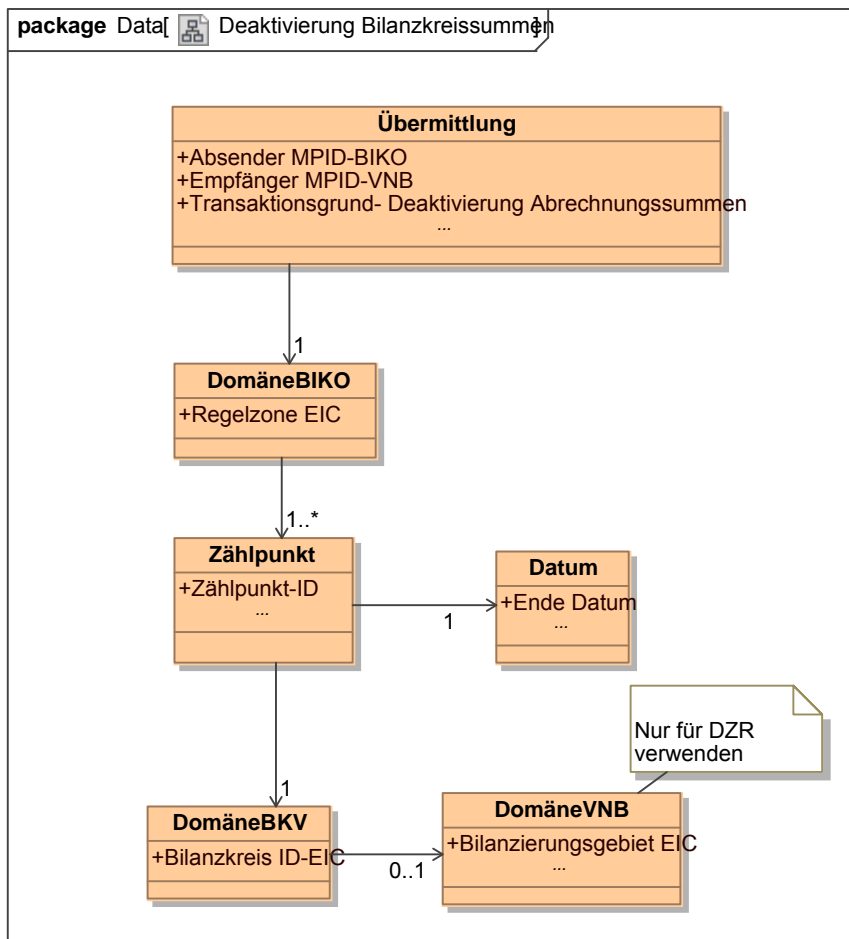 package Data[ Deaktivierung Bilanzkreissummen]
Übermittlung
+Absender MPID-BIKO
+Empfänger MPID-VNB
+Transaktionsgrund- Deaktivierung Abrechnungssummen
...
1
DomäneBIKO
+Regelzone EIC
1..*
Zählpunkt
+Zählpunkt-ID
...
1
Datum
+Ende Datum
...
Nur für DZR
verwenden
1
DomäneBKV
+Bilanzkreis ID-EIC
0..1
DomäneVNB
+Bilanzierungsgebiet EIC
...